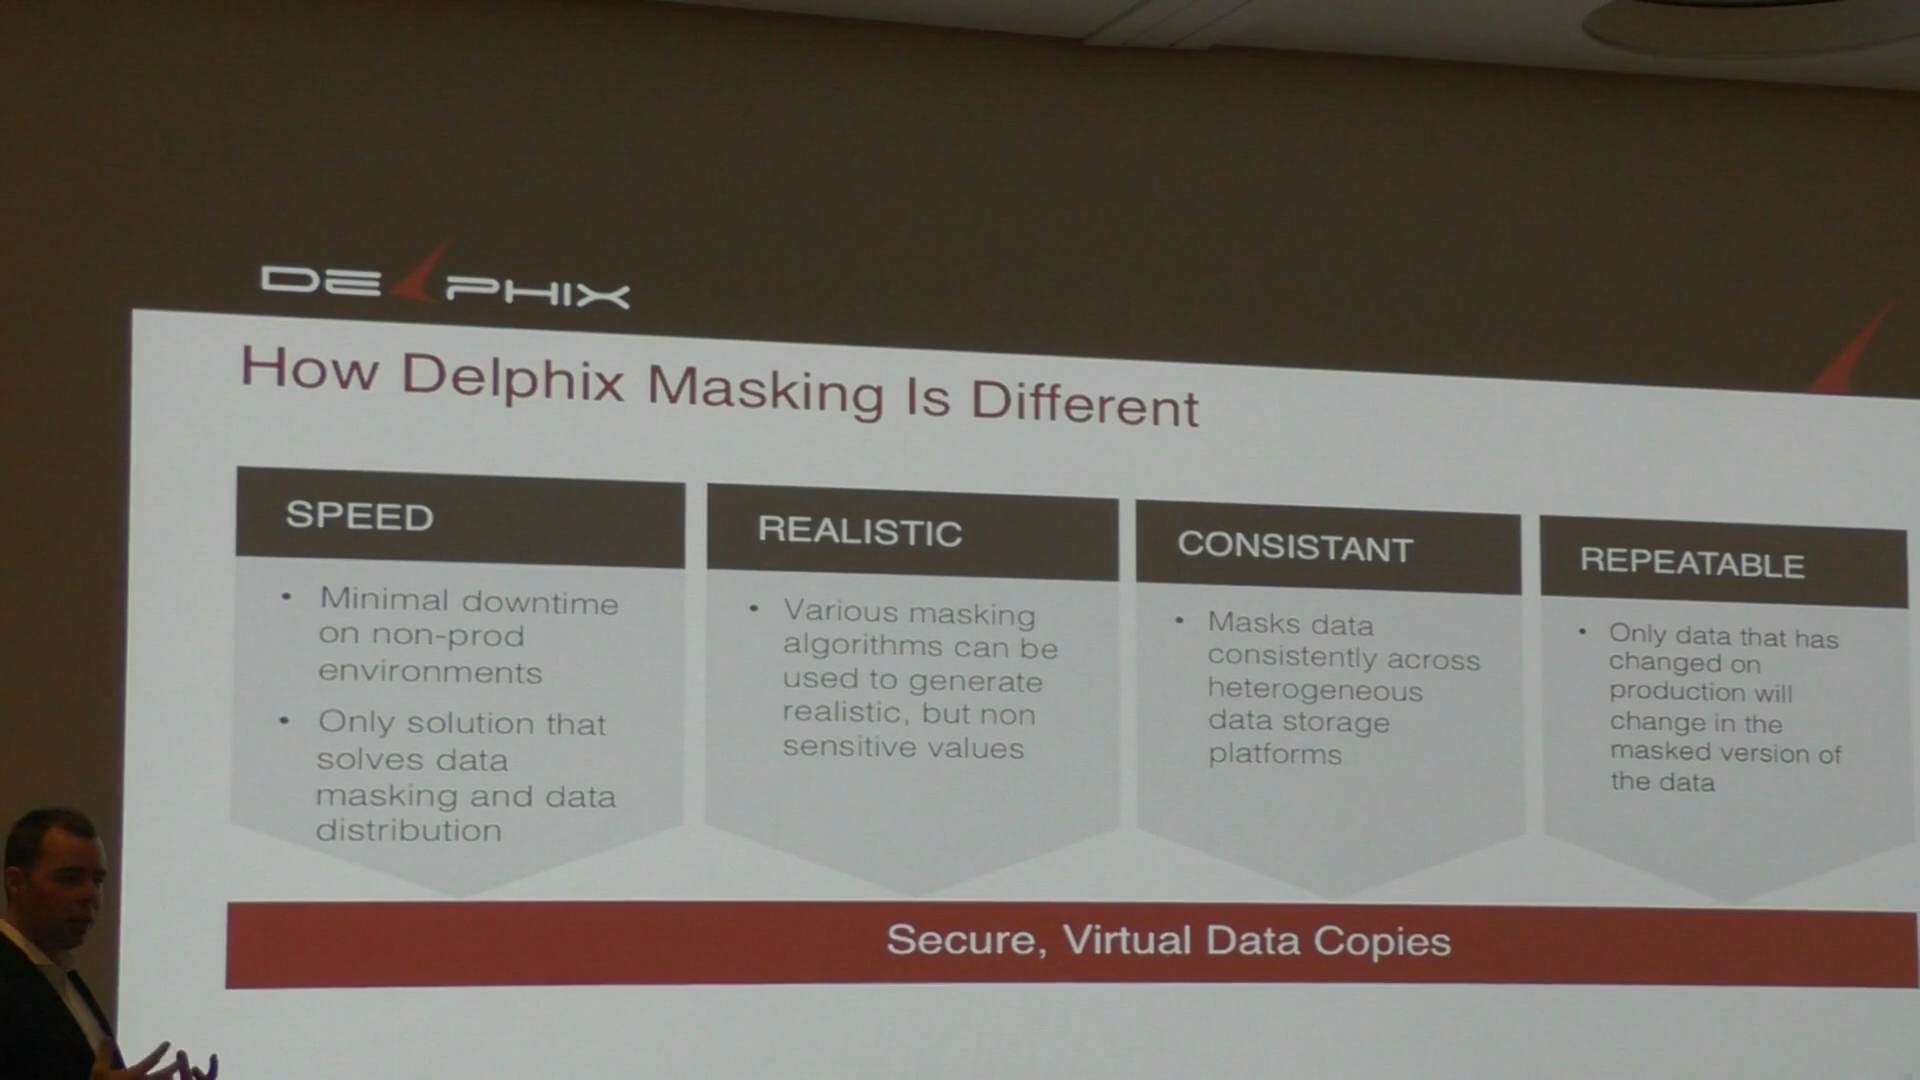 DELPHIX
How Delphix Masking Is Different
SPEED
• Minimal downtime
on non-prod
environments
• Only solution that
solves data
masking and data
distribution
REALISTIC
• Various masking
algorithms can be
used to generate
realistic, but non
sensitive values
CONSISTANT
• Masks data
consistently across
heterogeneous
data storage
platforms
REPEATABLE
• Only data that has
changed on
production will
change in the
masked version of
the data
Secure, Virtual Data Copies